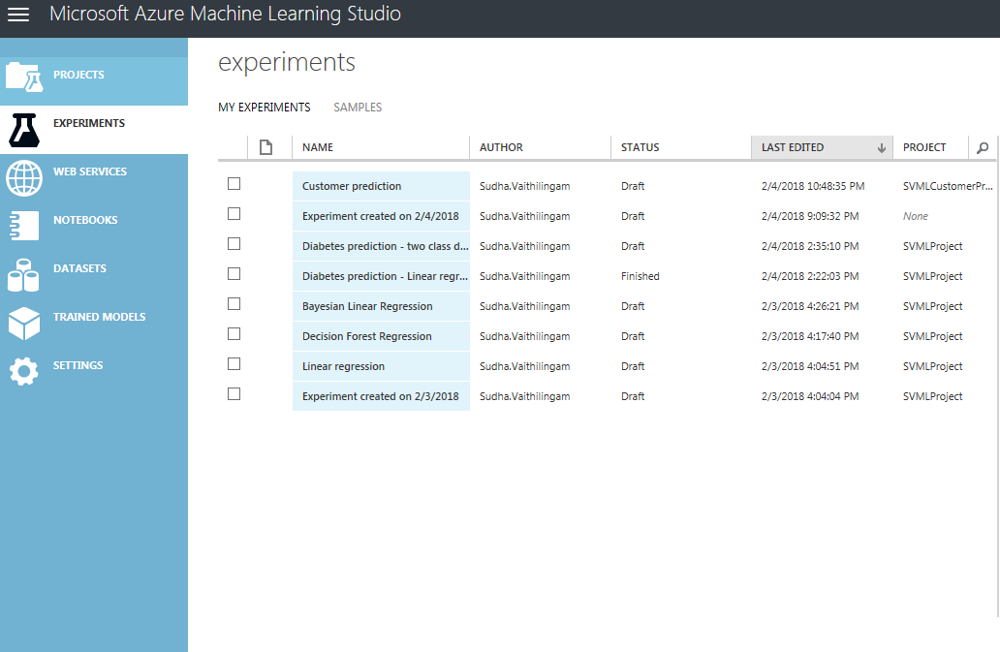 Microsoft Azure Machine Learning Studio
PROJECTS
EXPERIMENTS
WEB SERVICES
NOTEBOOKS
DATASETS
TRAINED MODELS
SETTINGS
experiments
MY EXPERIMENTS SAMPLES
NAME AUTHOR STATUS LAST EDITED PROJECT
Customer prediction Sudha.Vaithilingam Draft 2/4/2018 10:48:35 PM SVMLCustomerPr...
Experiment created on 2/4/2018 Sudha.Vaithilingam Draft 2/4/2018 9:09:32 PM None
Diabetes prediction - two class d... Sudha.Vaithilingam Draft 2/4/2018 2:35:10 PM SVMLProject
Diabetes prediction - Linear regr... Sudha.Vaithilingam Finished 2/4/2018 2:22:03 PM SVMLProject
Bayesian Linear Regression Sudha.Vaithilingam Draft 2/3/2018 4:26:21 PM SVMLProject
Decision Forest Regression Sudha.Vaithilingam Draft 2/3/2018 4:17:40 PM SVMLProject
Linear regression Sudha.Vaithilingam Draft 2/3/2018 4:04:51 PM SVMLProject
Experiment created on 2/3/2018 Sudha.Vaithilingam Draft 2/3/2018 4:04:04 PM SVMLProject